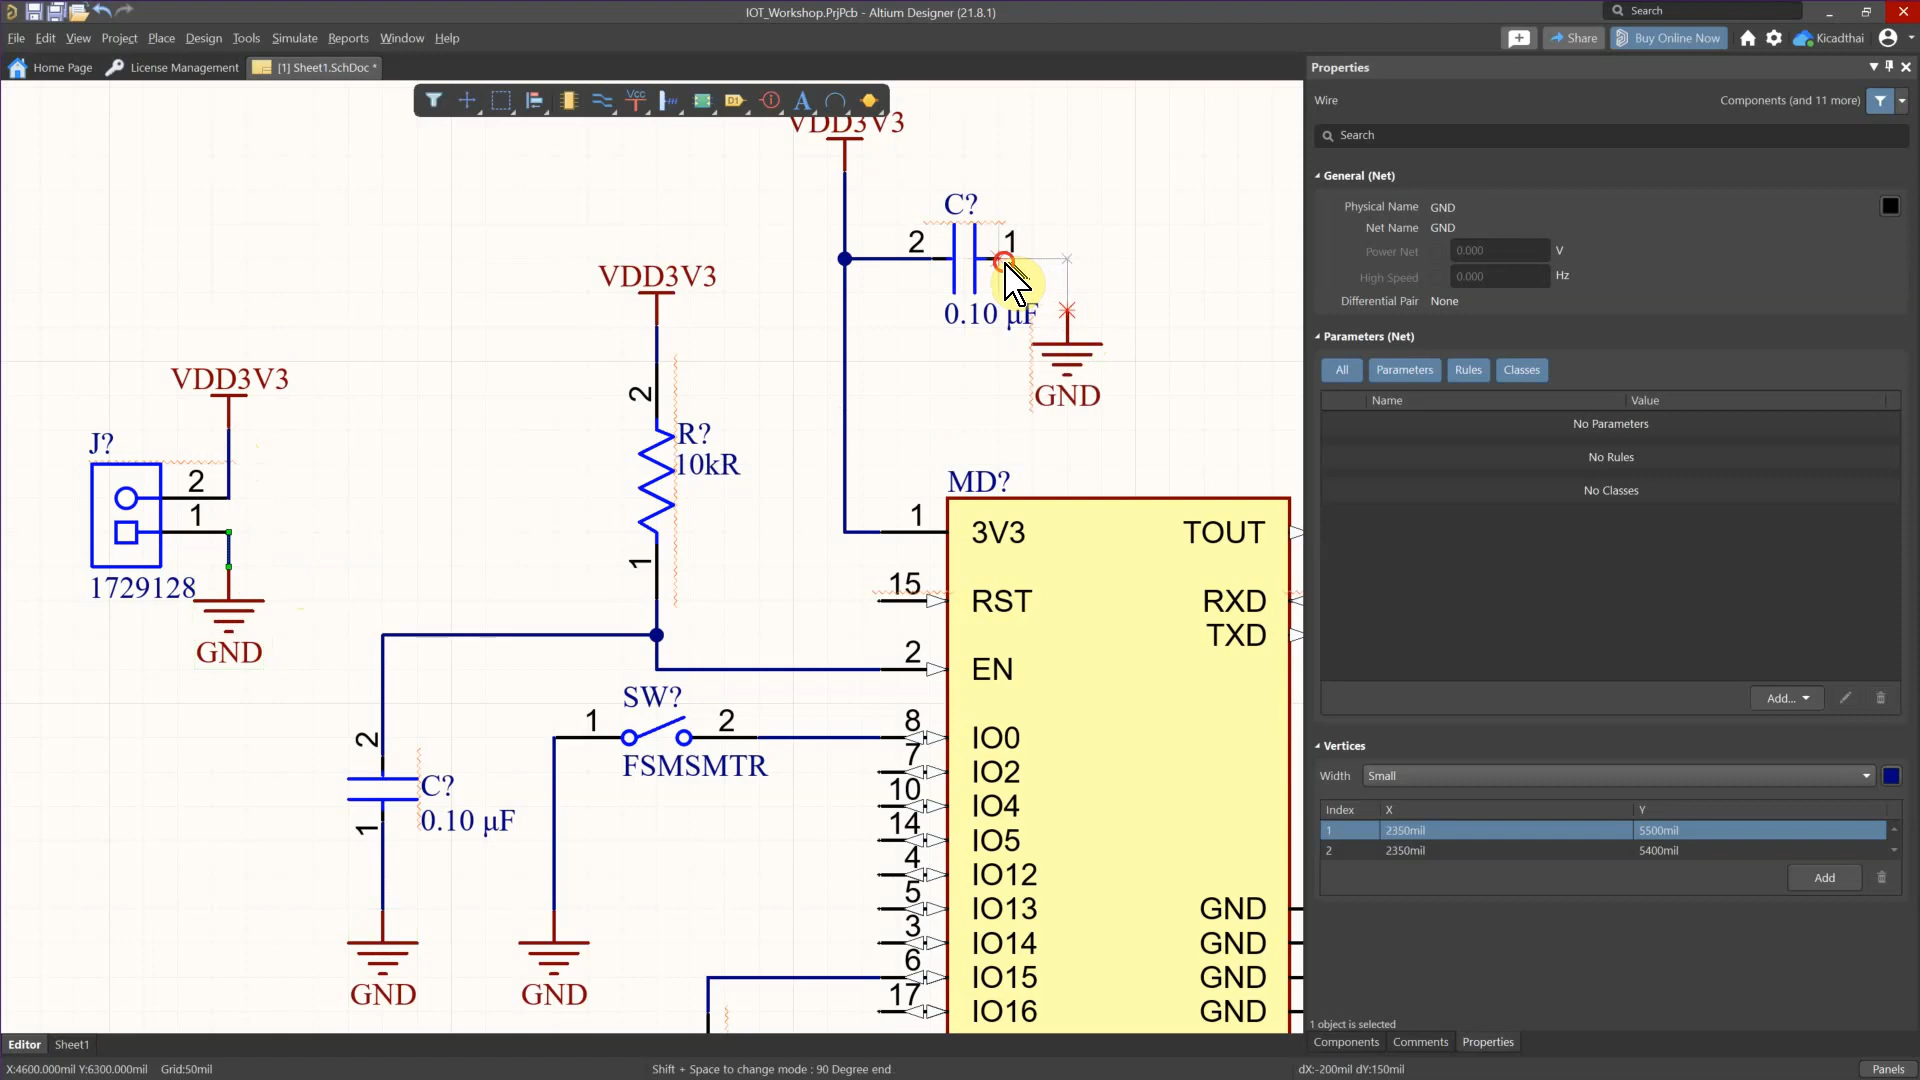 IOT_Workshop.PrjPcb - Altium Designer (21.8.1)
Search
File Edit View Project Place Design Tools Simulate Reports Window Help
Share
Buy Online Now
Kicadthai
Home Page
License Management
[1] Sheet1.SchDoc *
Properties
Wire
Components (and 11 more)
Search
General (Net)
Physical Name GND
Net Name GND
Power Net 0.000 V
High Speed 0.000 Hz
Differential Pair None
Parameters (Net)
All Parameters Rules Classes
Name Value
No Parameters
No Rules
No Classes
Add...
Vertices
Width Small
Index X Y
1 2350mil 5500mil
2 2350mil 5400mil
Add
1 object is selected
Components Comments Properties
Vcc
D1
A
VDD3V3
C?
2 1
0.10 µF
GND
VDD3V3
2
R?
10kR
1
VDD3V3
J?
2
1
1729128
GND
MD?
1 3V3 TOUT
15 RST RXD
TXD
2 EN
SW?
1 2
FSMSMTR
8 IO0
7 IO2
10 IO4
14 IO5
4 IO12
5 IO13 GND
3 IO14 GND
6 IO15 GND
17 IO16 GND
2
C?
0.10 µF
1
GND
GND
Editor Sheet1
X:4600.000mil Y:6300.000mil Grid:50mil
Shift + Space to change mode : 90 Degree end
dX:-200mil dY:150mil
Panels